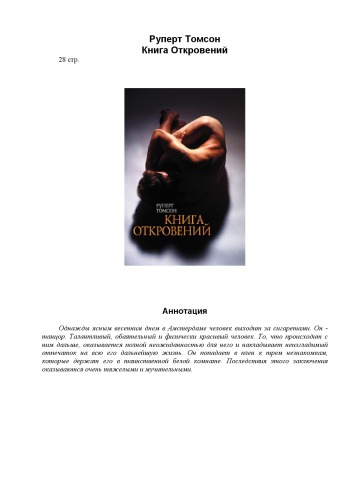 Руперт Томсон
Книга Откровений
28 стр.
РУПЕРТ
ТОМСОН
КНИГА
ОТКРОВЕНИЙ
Аннотация
Однажды ясным весенним днем в Амстердаме человек выходит за сигаретами. Он -
танцор. Талантливый, обаятельный и физически красивый человек. То, что происходит с
ним дальше, оказывается полной неожиданностью для него и накладывает неизгладимый
отпечаток на всю его дальнейшую жизнь. Он попадает в плен к трем незнакомкам,
которые держат его в таинственной белой комнате. Последствия этого заключения
оказываются очень тяжелыми и мучительными.